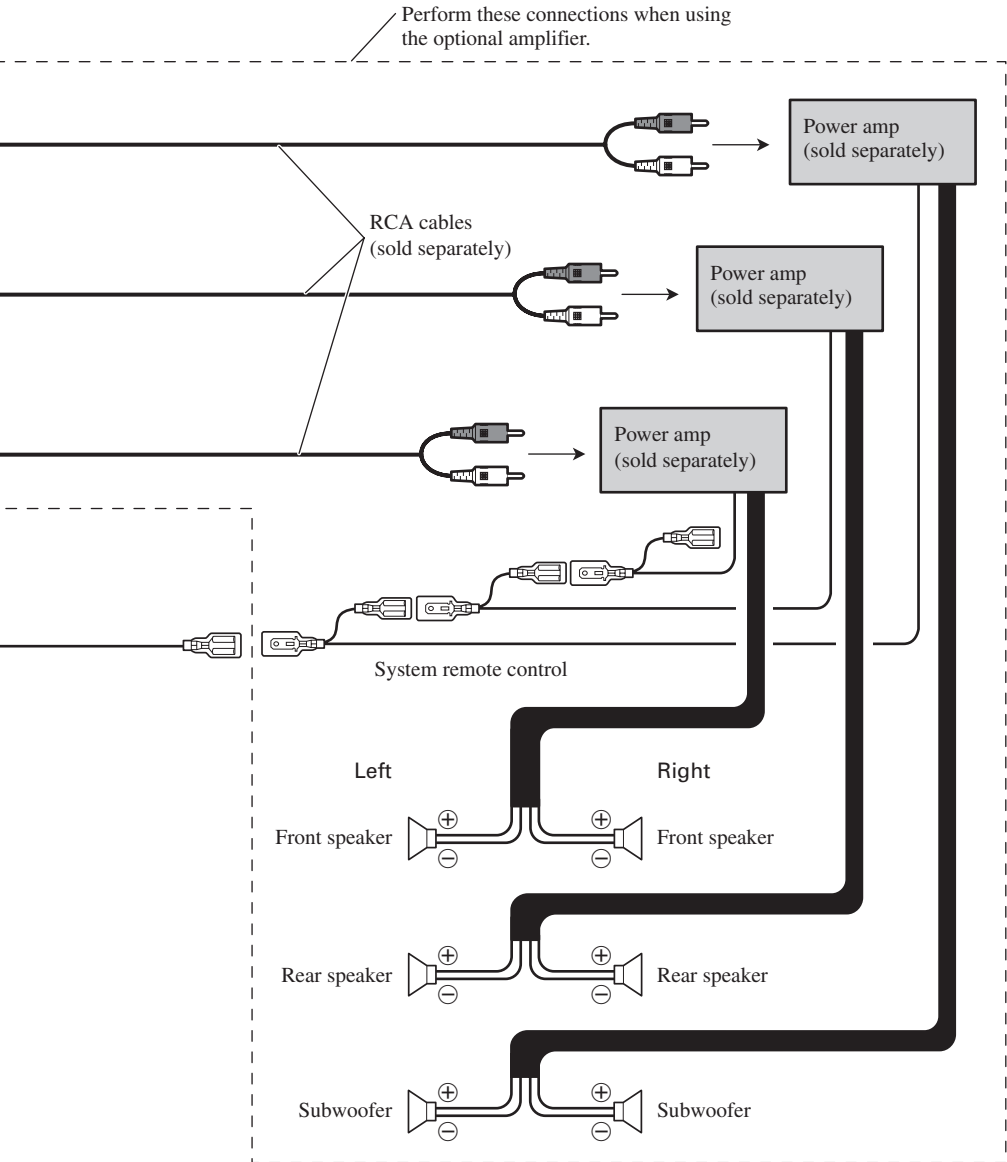 Perform these connections when using
the optional amplifier.
Power amp
(sold separately)
RCA cables
(sold separately)
Power amp
(sold separately)
Power amp
(sold separately)
System remote control
Left
Right
+
+
Front speaker
Front speaker
−
−
+
+
Rear speaker
Rear speaker
−
−
+
+
Subwoofer
Subwoofer
−
−